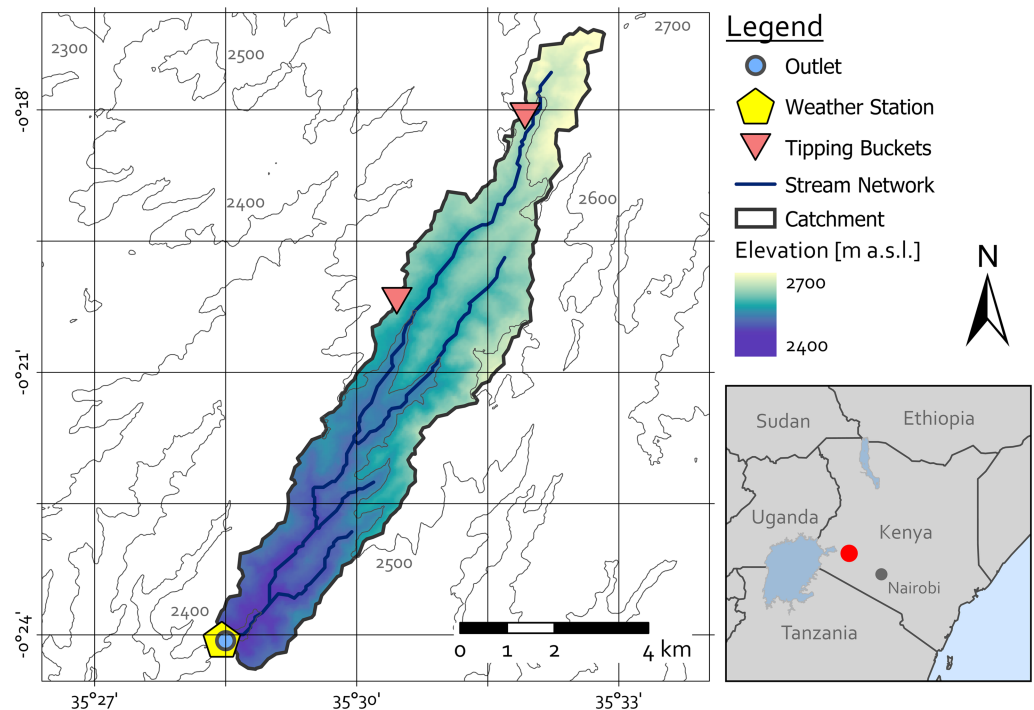 2300
2500
2700
2400
2600
2500
2400
-0°18'
-0°21'
-0°24'
35°27'
35°30'
35°33'
0
2
4 km
Legend
Outlet
Weather Station
Tipping Buckets
Stream Network
Catchment
Elevation [m a.s.l.]
2700
2400
N
Sudan
Ethiopia
Uganda
Kenya
Nairobi
Tanzania